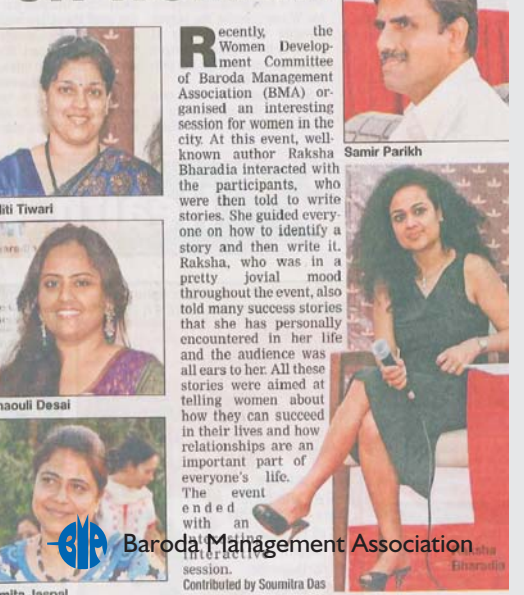 Recently, the
Women Develop-
ment Committee
of Baroda Management
Association (BMA) or-
ganised an interesting
session for women in the
city. At this event, well-
known author Raksha
Bharadia interacted with
the participants, who
were then told to write
stories. She guided every-
one on how to identify a
story and then write it.
Raksha, who was in a
pretty jovial mood
throughout the event, also
told many success stories
that she has personally
encountered in her life
and the audience was
all ears to her. All these
stories were aimed at
telling women about
how they can succeed
in their lives and how
relationships are an
important part of
everyone's life.
The event
ended
with an
interesting
interactive
session.
Contributed by Soumitra Das
Samir Parikh
Tiwari
Desai
Raksha
Bharadia
BMA
Baroda Management Association